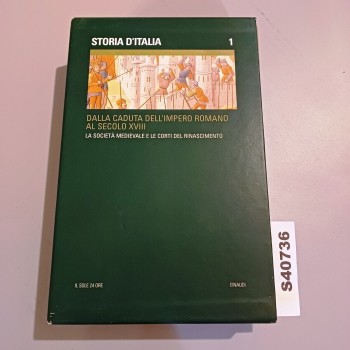 STORIA D'ITALIA 1
DALLA CADUTA DELL'IMPERO ROMANO
AL SECOLO XVIII
LA SOCIETÀ MEDIEVALE E LE CORTI DEL RINASCIMENTO
IL SOLE 24 ORE EINAUDI
S40736